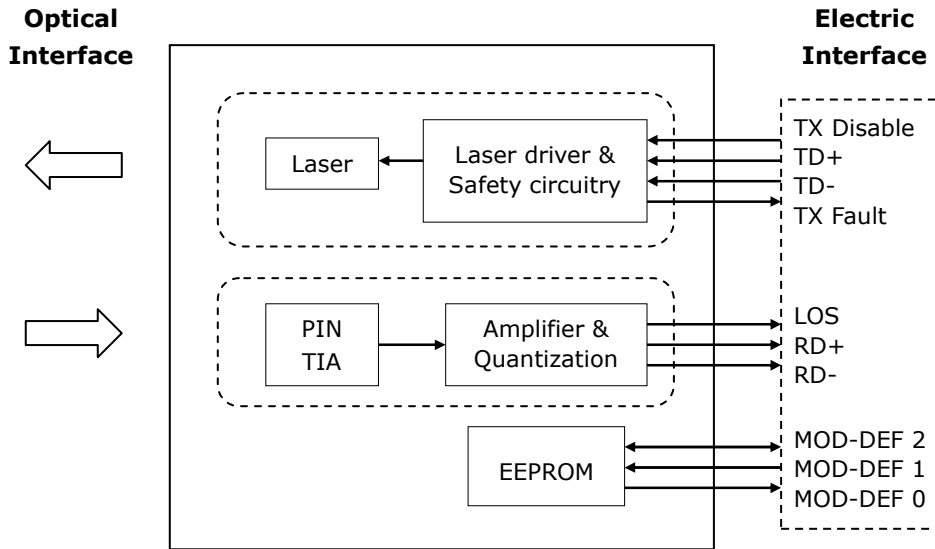 Optical
Interface
Electric
Interface
Laser
Laser driver &
Safety circuitry
TX Disable
TD+
TD-
TX Fault
PIN
TIA
Amplifier &
Quantization
LOS
RD+
RD-
EEPROM
MOD-DEF 2
MOD-DEF 1
MOD-DEF 0